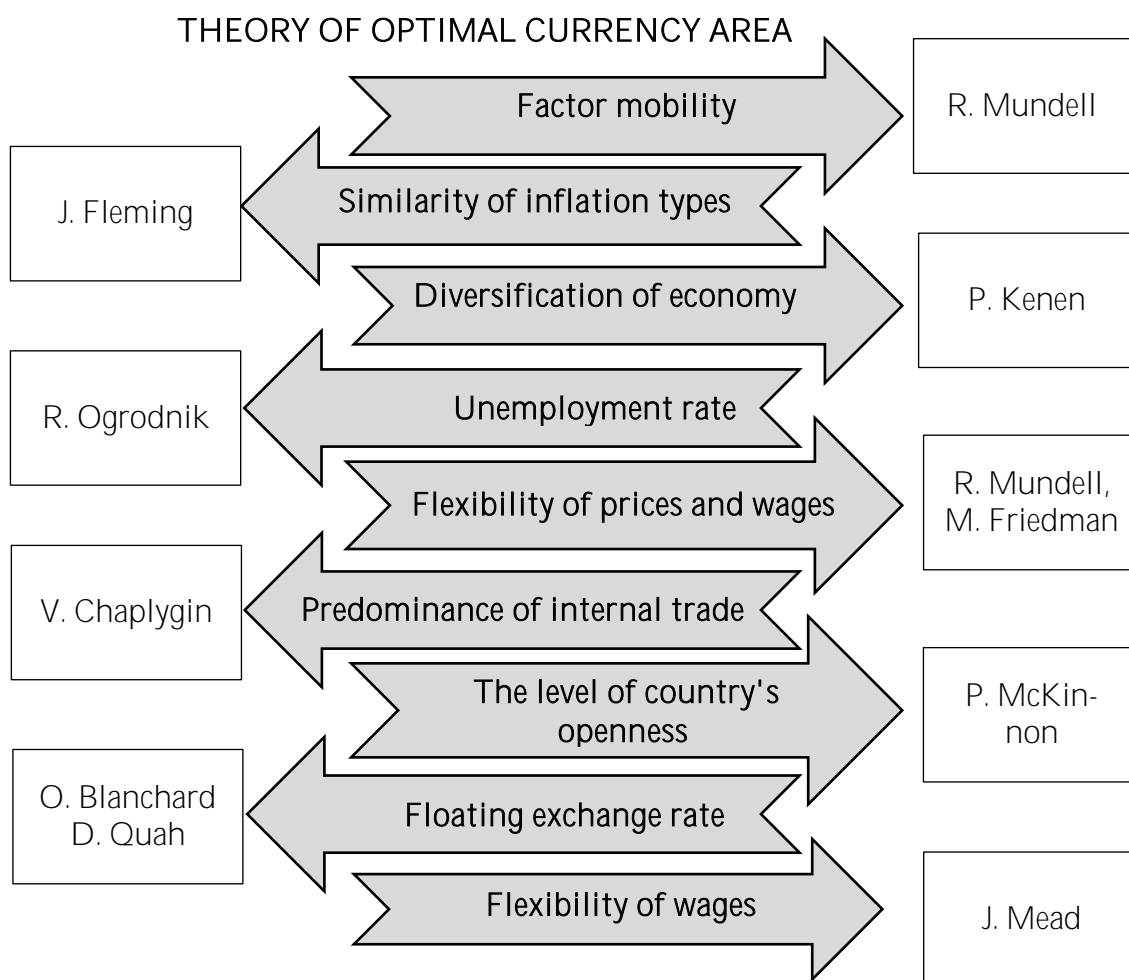 THEORY OF OPTIMAL CURRENCY AREA
Factor mobility
R. Mundell
J. Fleming
Similarity of inflation types
Diversification of economy
P. Kenen
R. Ogrodnik
Unemployment rate
Flexibility of prices and wages
R. Mundell,
M. Friedman
V. Chaplygin
Predominance of internal trade
The level of country's
openness
P. McKin-
non
O. Blanchard
D. Quah
Floating exchange rate
Flexibility of wages
J. Mead